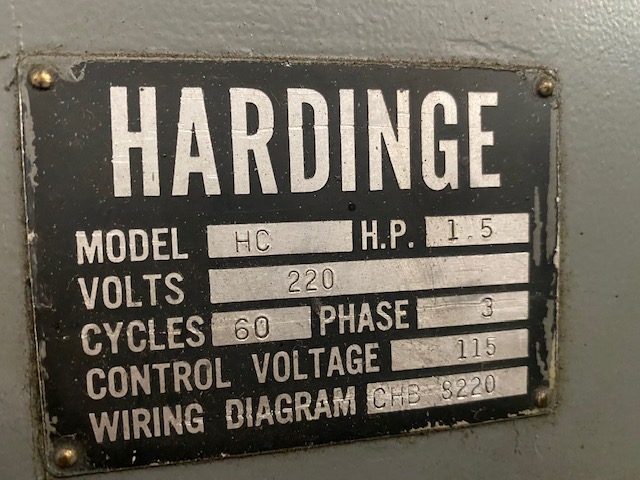 HARDINGE
MODEL HC H.P. 1.5
VOLTS 220
CYCLES 60 PHASE 3
CONTROL VOLTAGE 115
WIRING DIAGRAM CHB 8220